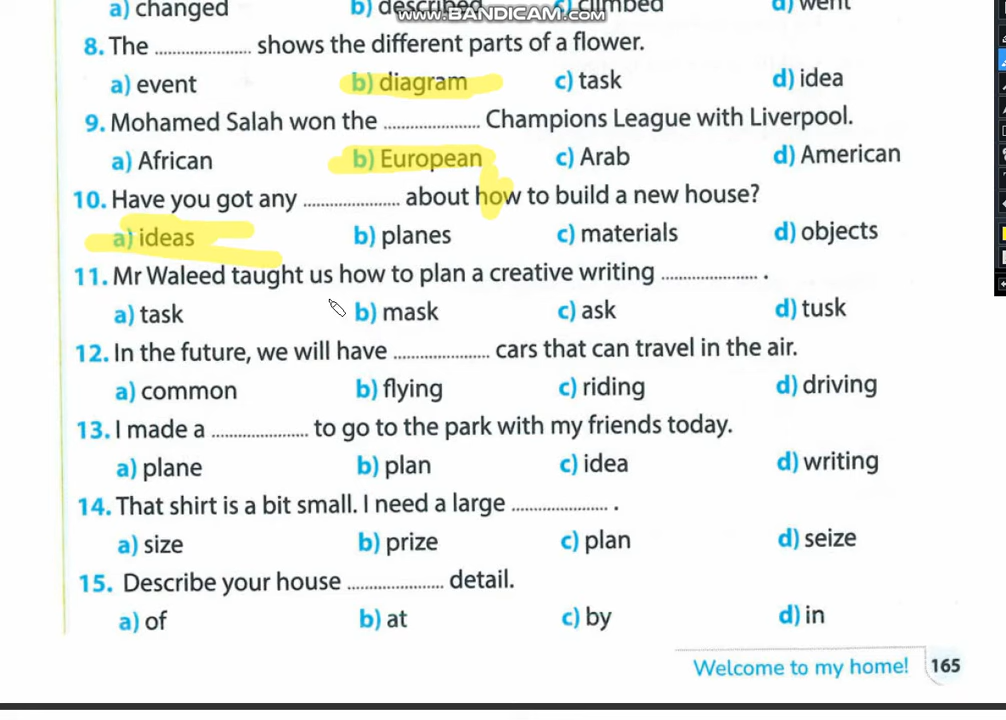 a) changed b) described c) climbed d) went
www.BANDICAM.com
8. The ..................... shows the different parts of a flower.
a) event b) diagram c) task d) idea
9. Mohamed Salah won the ..................... Champions League with Liverpool.
a) African b) European c) Arab d) American
10. Have you got any ..................... about how to build a new house?
a) ideas b) planes c) materials d) objects
11. Mr Waleed taught us how to plan a creative writing ..................... .
a) task b) mask c) ask d) tusk
12. In the future, we will have ..................... cars that can travel in the air.
a) common b) flying c) riding d) driving
13. I made a ..................... to go to the park with my friends today.
a) plane b) plan c) idea d) writing
14. That shirt is a bit small. I need a large ..................... .
a) size b) prize c) plan d) seize
15. Describe your house ..................... detail.
a) of b) at c) by d) in
Welcome to my home! 165